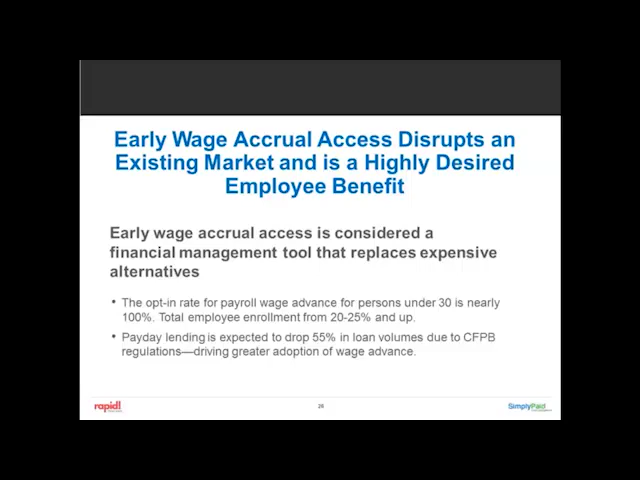 Early Wage Accrual Access Disrupts an
Existing Market and is a Highly Desired
Employee Benefit
Early wage accrual access is considered a
financial management tool that replaces expensive
alternatives
• The opt-in rate for payroll wage advance for persons under 30 is nearly
100%. Total employee enrollment from 20-25% and up.
• Payday lending is expected to drop 55% in loan volumes due to CFPB
regulations—driving greater adoption of wage advance.
rapid!
SimplyPaid